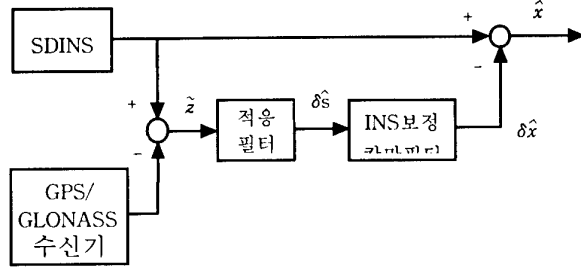 SDINS
+
x̂
-
+
z̃
적응
필터
δŝ
INS보정
δx̂
-
GPS/
GLONASS
수신기